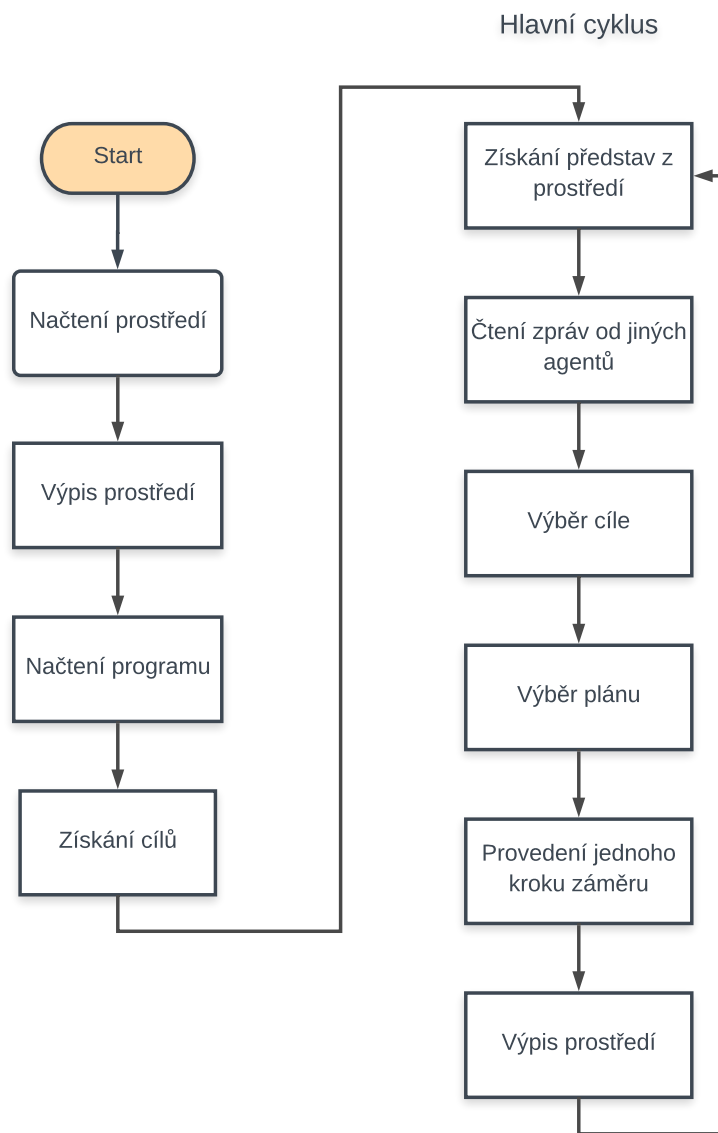 Hlavní cyklus
Start
Načtení prostředí
Výpis prostředí
Načtení programu
Získání cílů
Získání představ z
prostředí
Čtení zpráv od jiných
agentů
Výběr cíle
Výběr plánu
Provedení jednoho
kroku záměru
Výpis prostředí